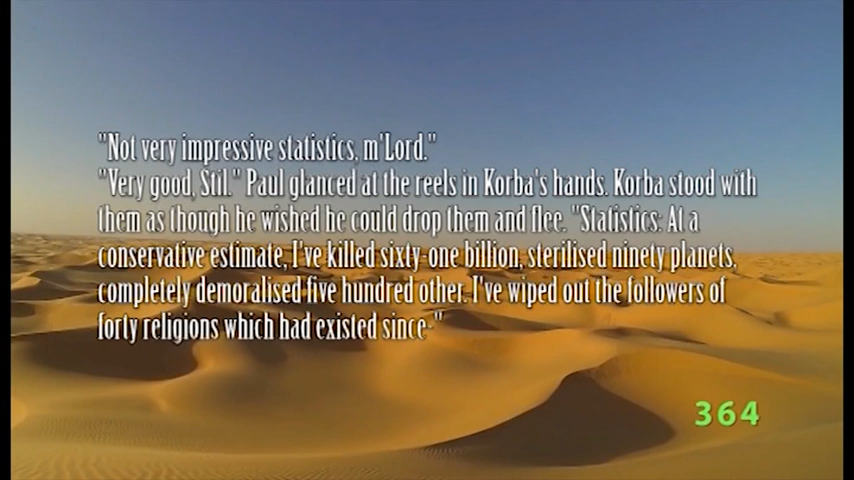 "Not very impressive statistics, m'Lord."
"Very good, Stil." Paul glanced at the reels in Korba's hands. Korba stood with
them as though he wished he could drop them and flee. "Statistics: At a
conservative estimate, I've killed sixty-one billion, sterilised ninety planets,
completely demoralised five hundred other. I've wiped out the followers of
forty religions which had existed since-"
364